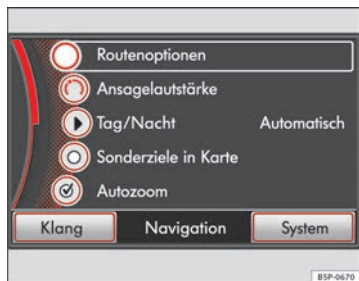 Routenoptionen
Ansagelautstärke
Tag/Nacht Automatisch
Sonderziele in Karte
Autozoom
Klang Navigation System
BSP-0670